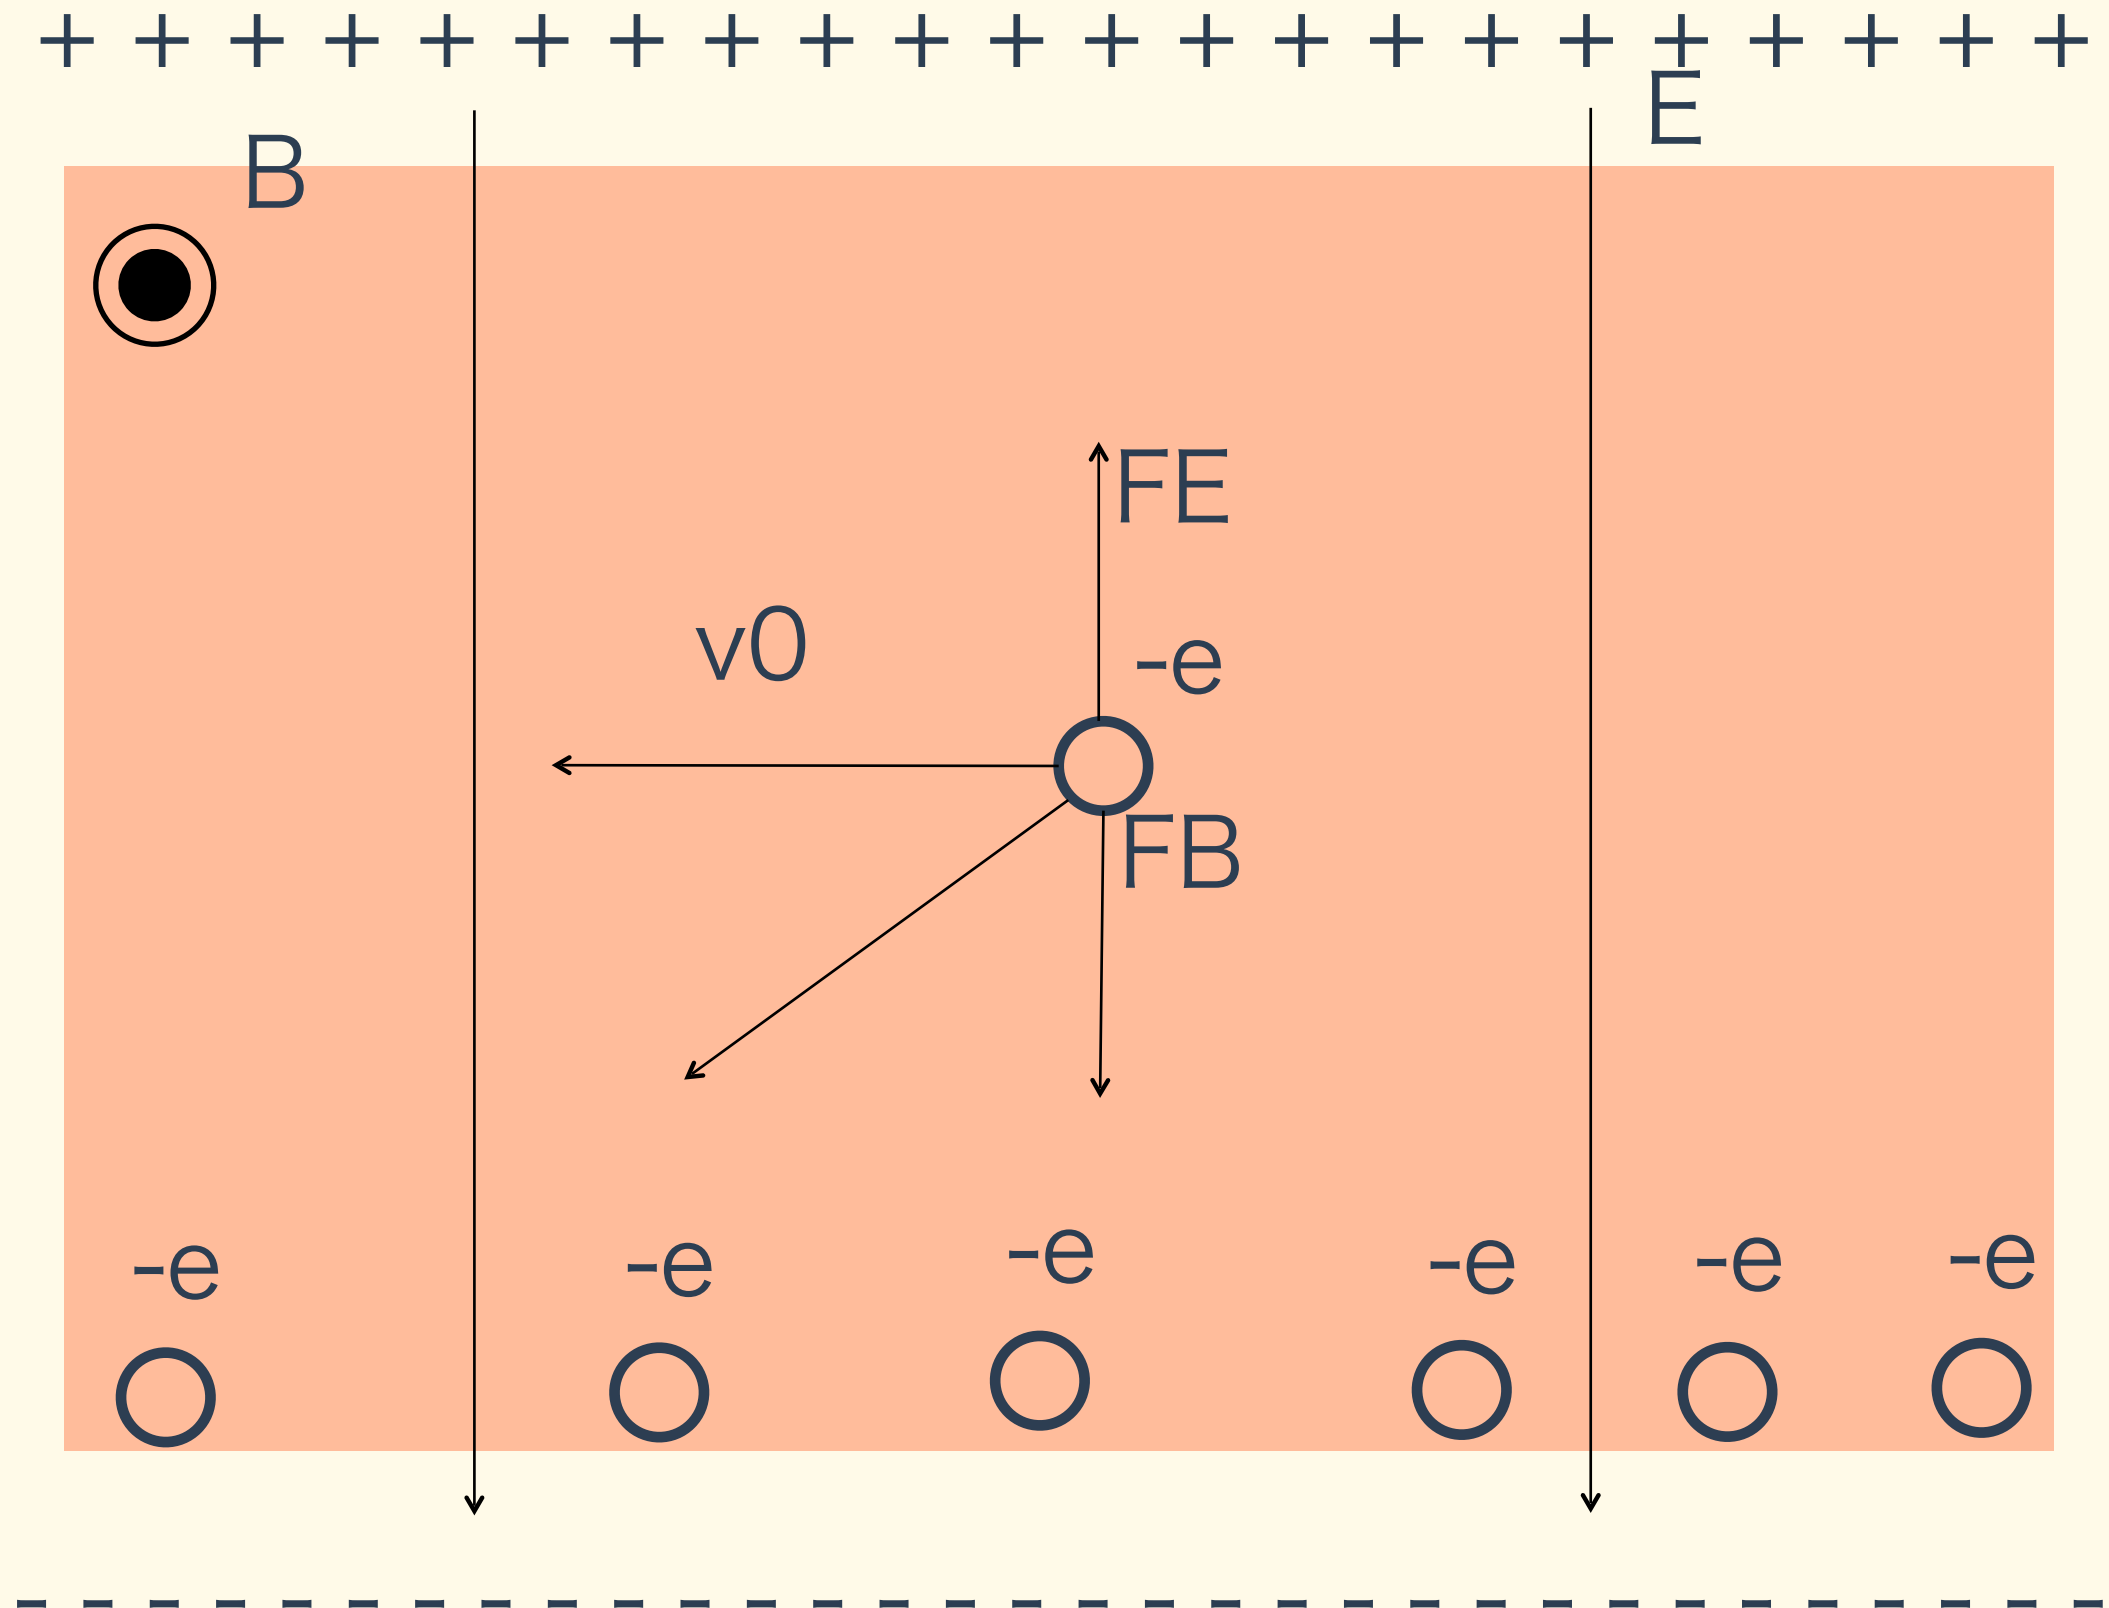 + + + + + + + + + + + + + + + + + + + + + +
E
B
FE
v0
-e
FB
-e -e -e -e -e -e
- - - - - - - - - - - - - - - - - - - - - - - - - - - - - - - -